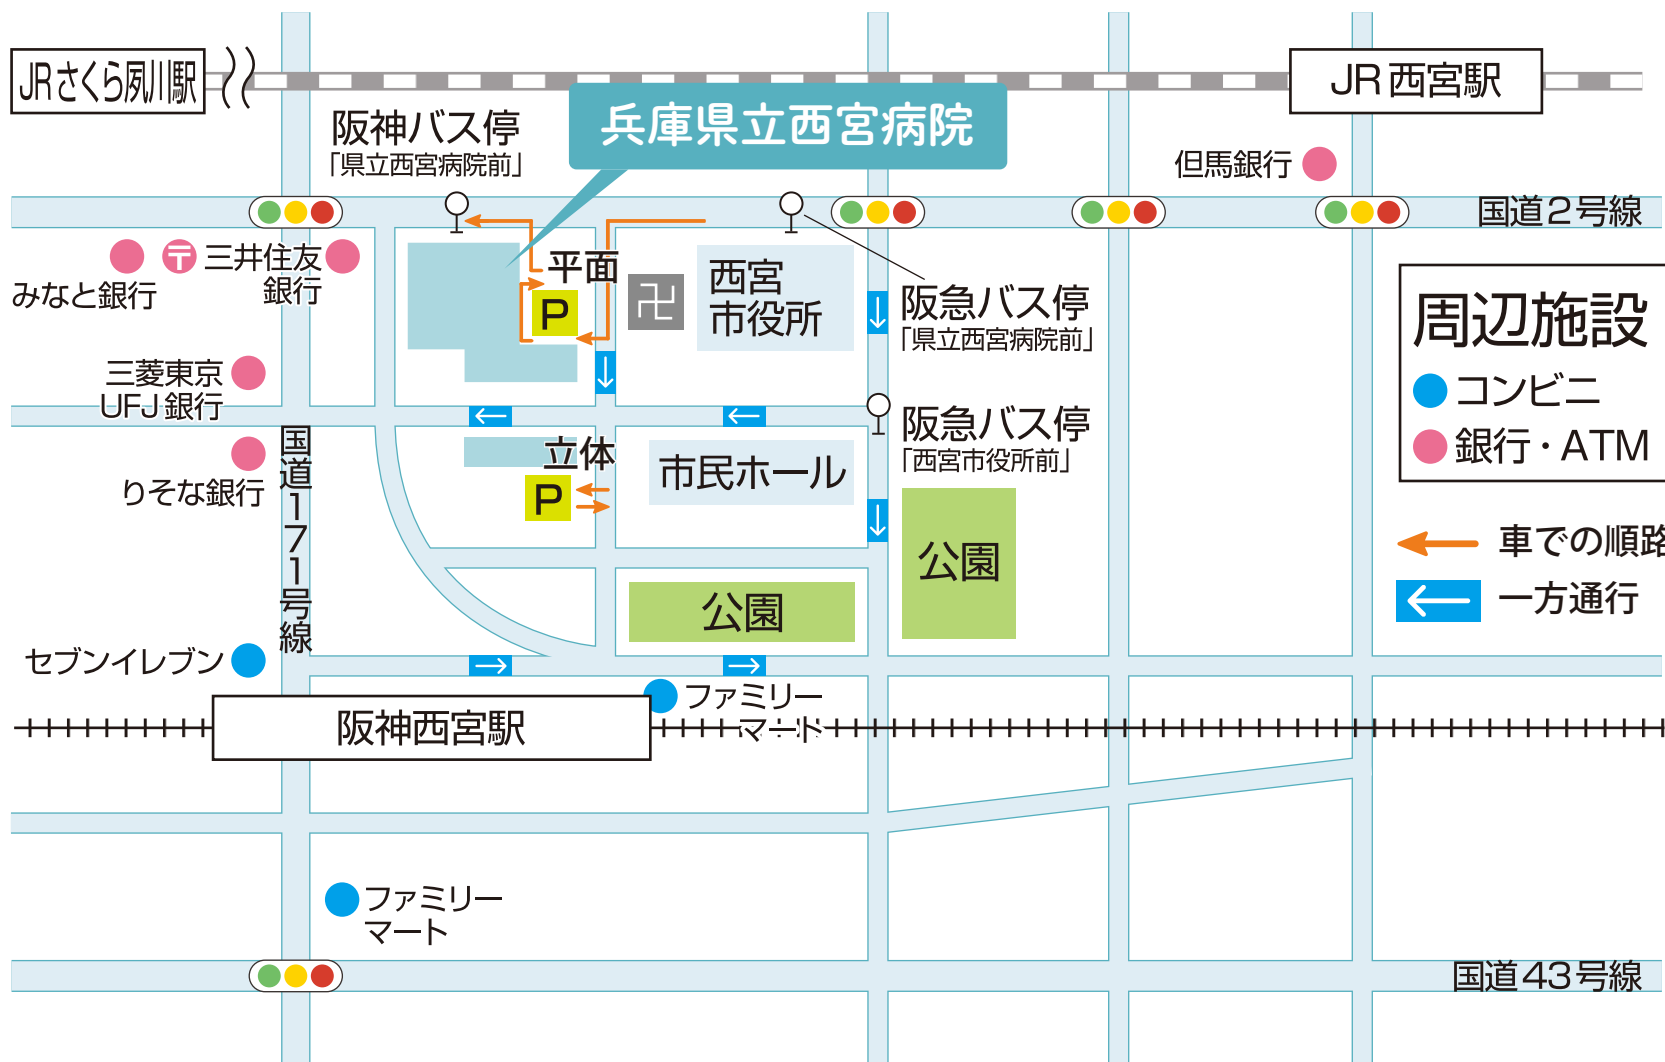 JRさくら夙川駅
JR西宮駅
兵庫県立西宮病院
阪神バス停
「県立西宮病院前」
但馬銀行
国道2号線
みなと銀行
〒
三井住友
銀行
平面
P
卍
西宮
市役所
阪急バス停
「県立西宮病院前」
周辺施設
コンビニ
銀行・ATM
三菱東京
UFJ銀行
阪急バス停
「西宮市役所前」
国道171号線
りそな銀行
立体
P
市民ホール
公園
公園
車での順路
一方通行
セブンイレブン
ファミリー
マート
阪神西宮駅
ファミリー
マート
国道43号線